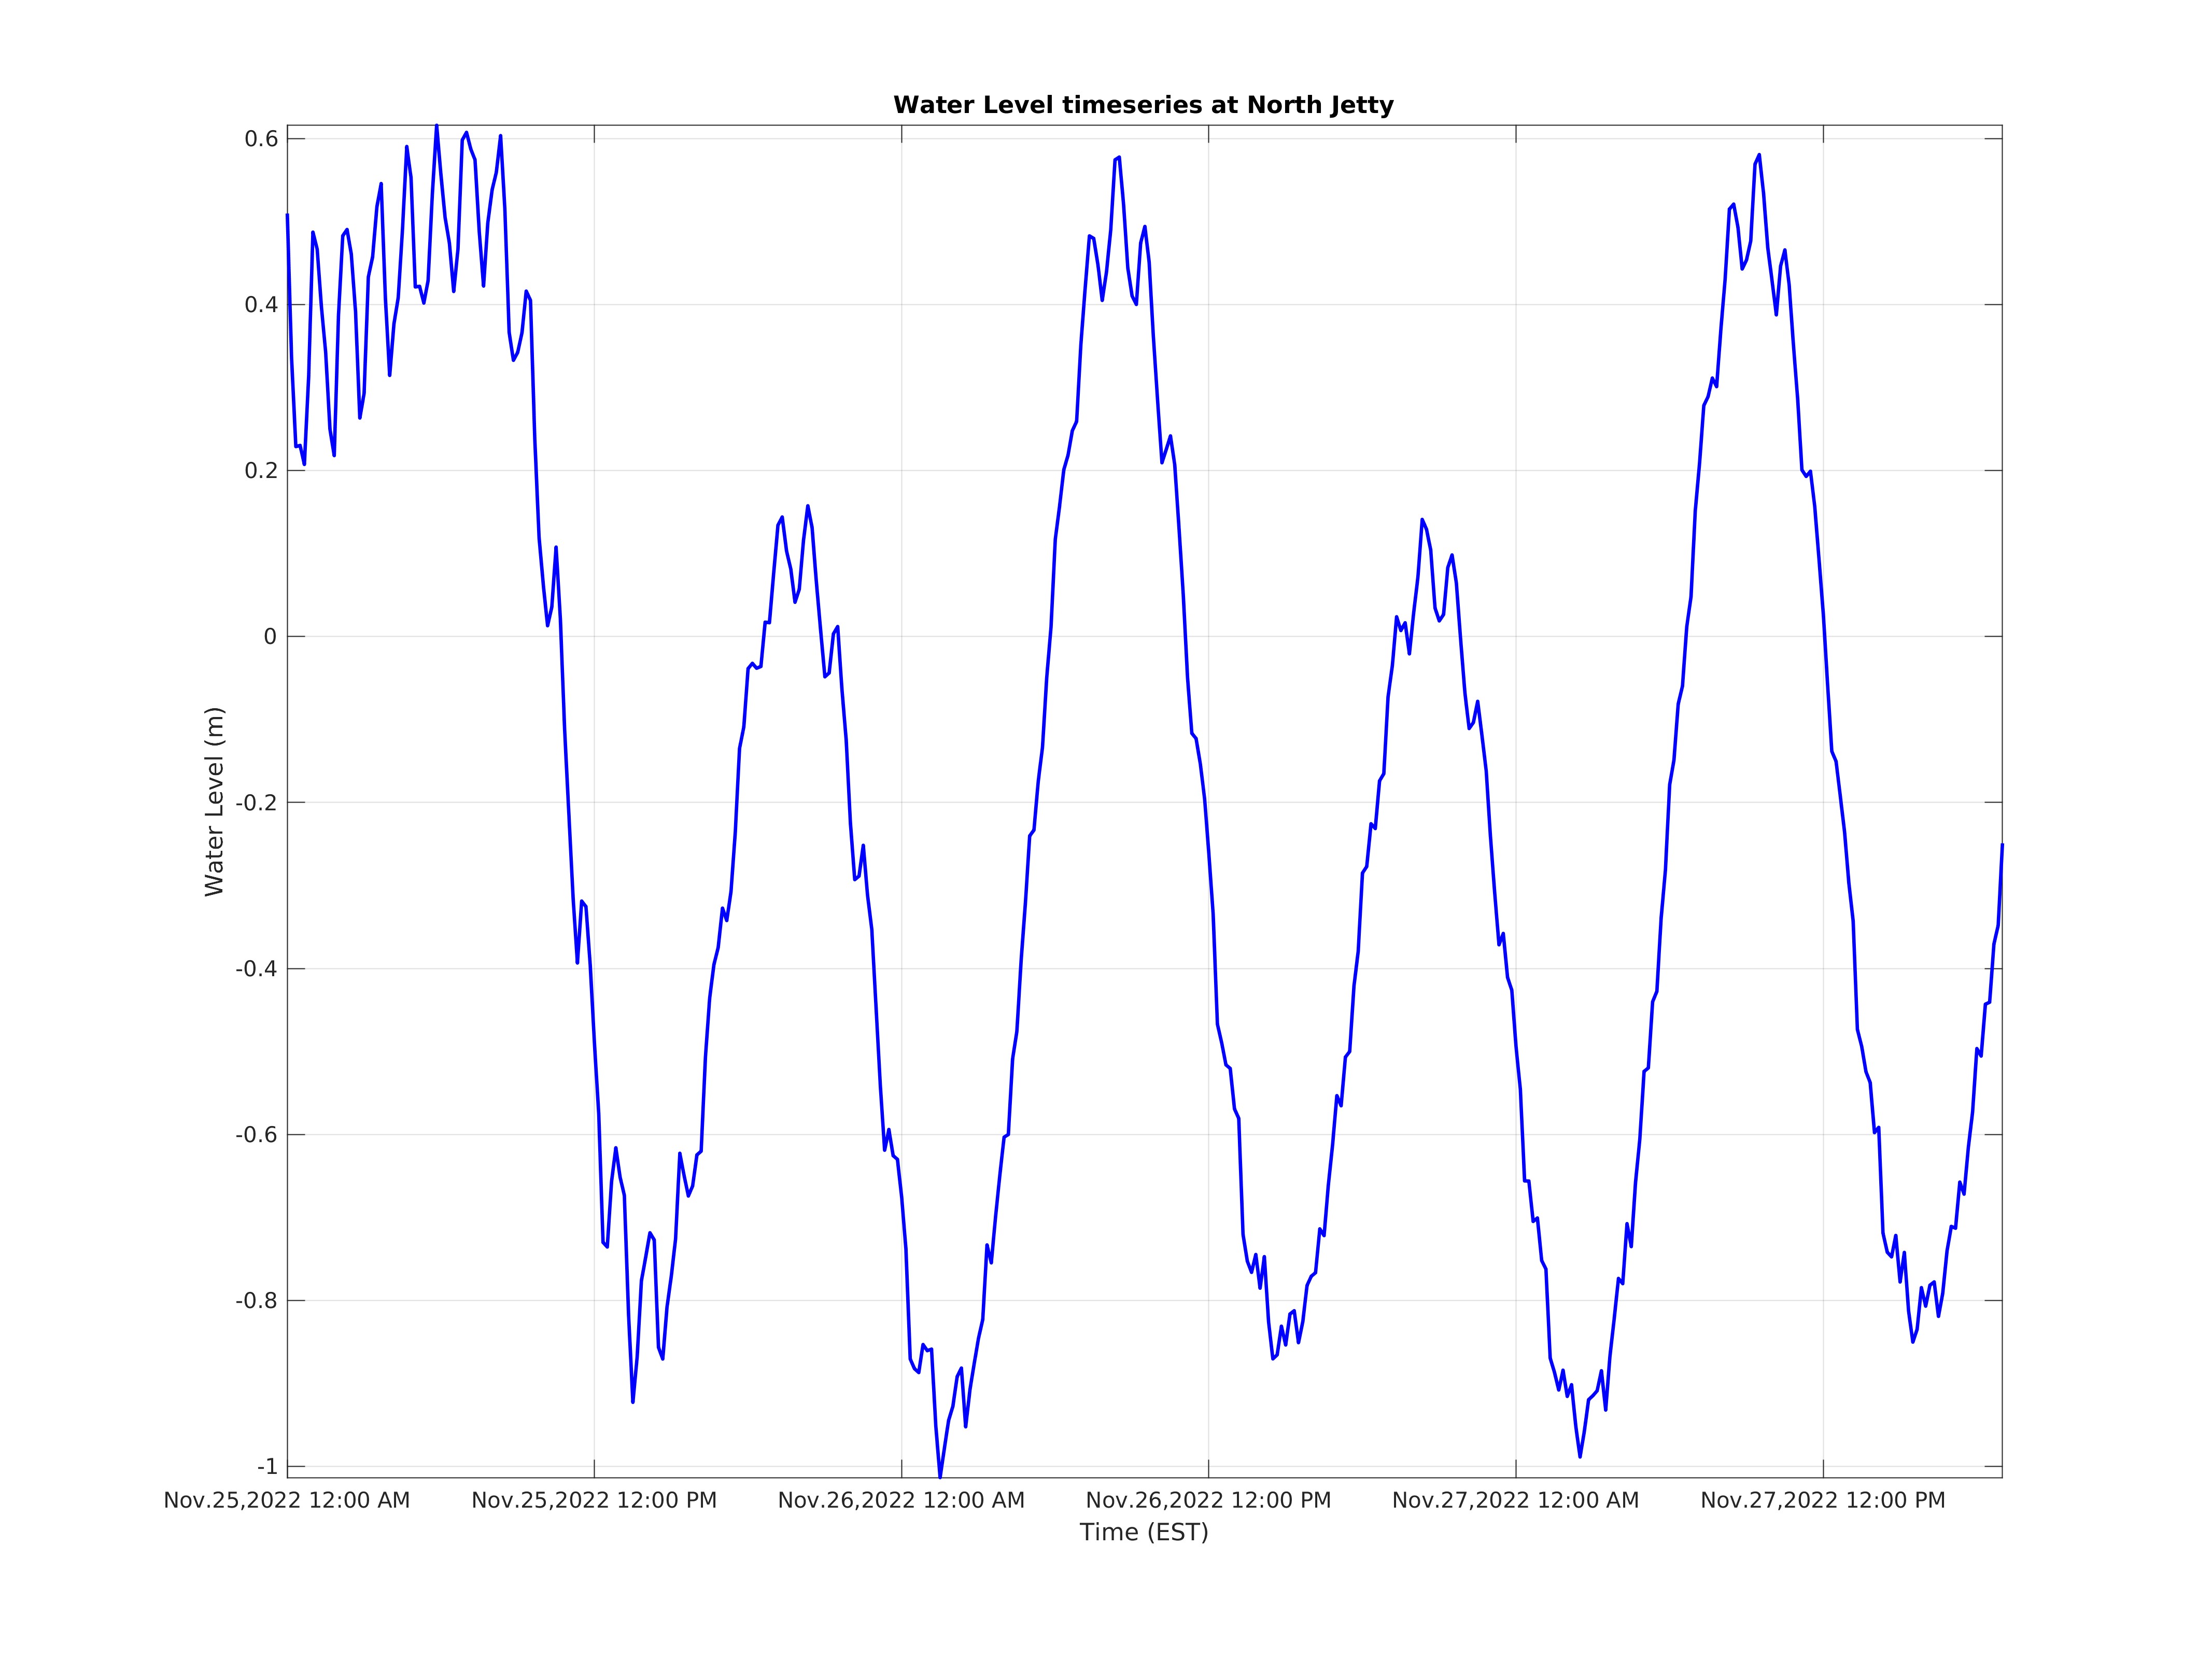 Water Level timeseries at North Jetty
0.6
0.4
0.2
0
-0.2
-0.4
-0.6
-0.8
-1
Water Level (m)
Nov.25,2022 12:00 AM
Nov.25,2022 12:00 PM
Nov.26,2022 12:00 AM
Nov.26,2022 12:00 PM
Nov.27,2022 12:00 AM
Nov.27,2022 12:00 PM
Time (EST)